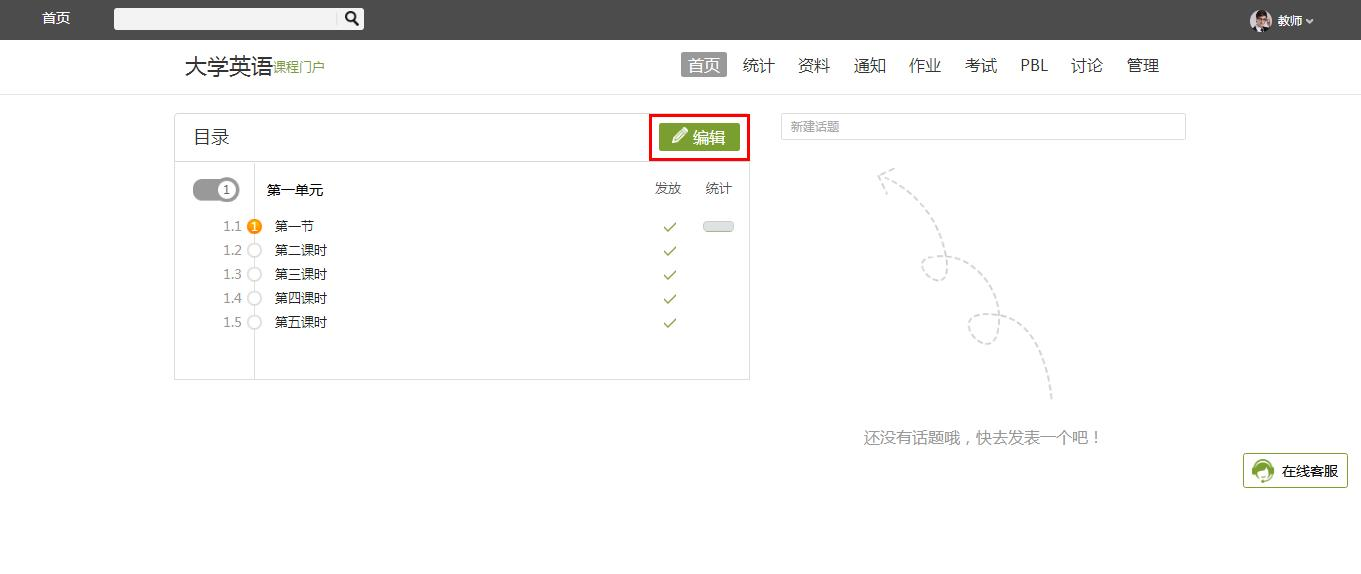 首页
教师
大学英语课程门户
首页 统计 资料 通知 作业 考试 PBL 讨论 管理
目录
编辑
新建话题
1 第一单元 发放 统计
1.1 1 第一节
1.2 第二课时
1.3 第三课时
1.4 第四课时
1.5 第五课时
还没有话题哦，快去发表一个吧！
在线客服